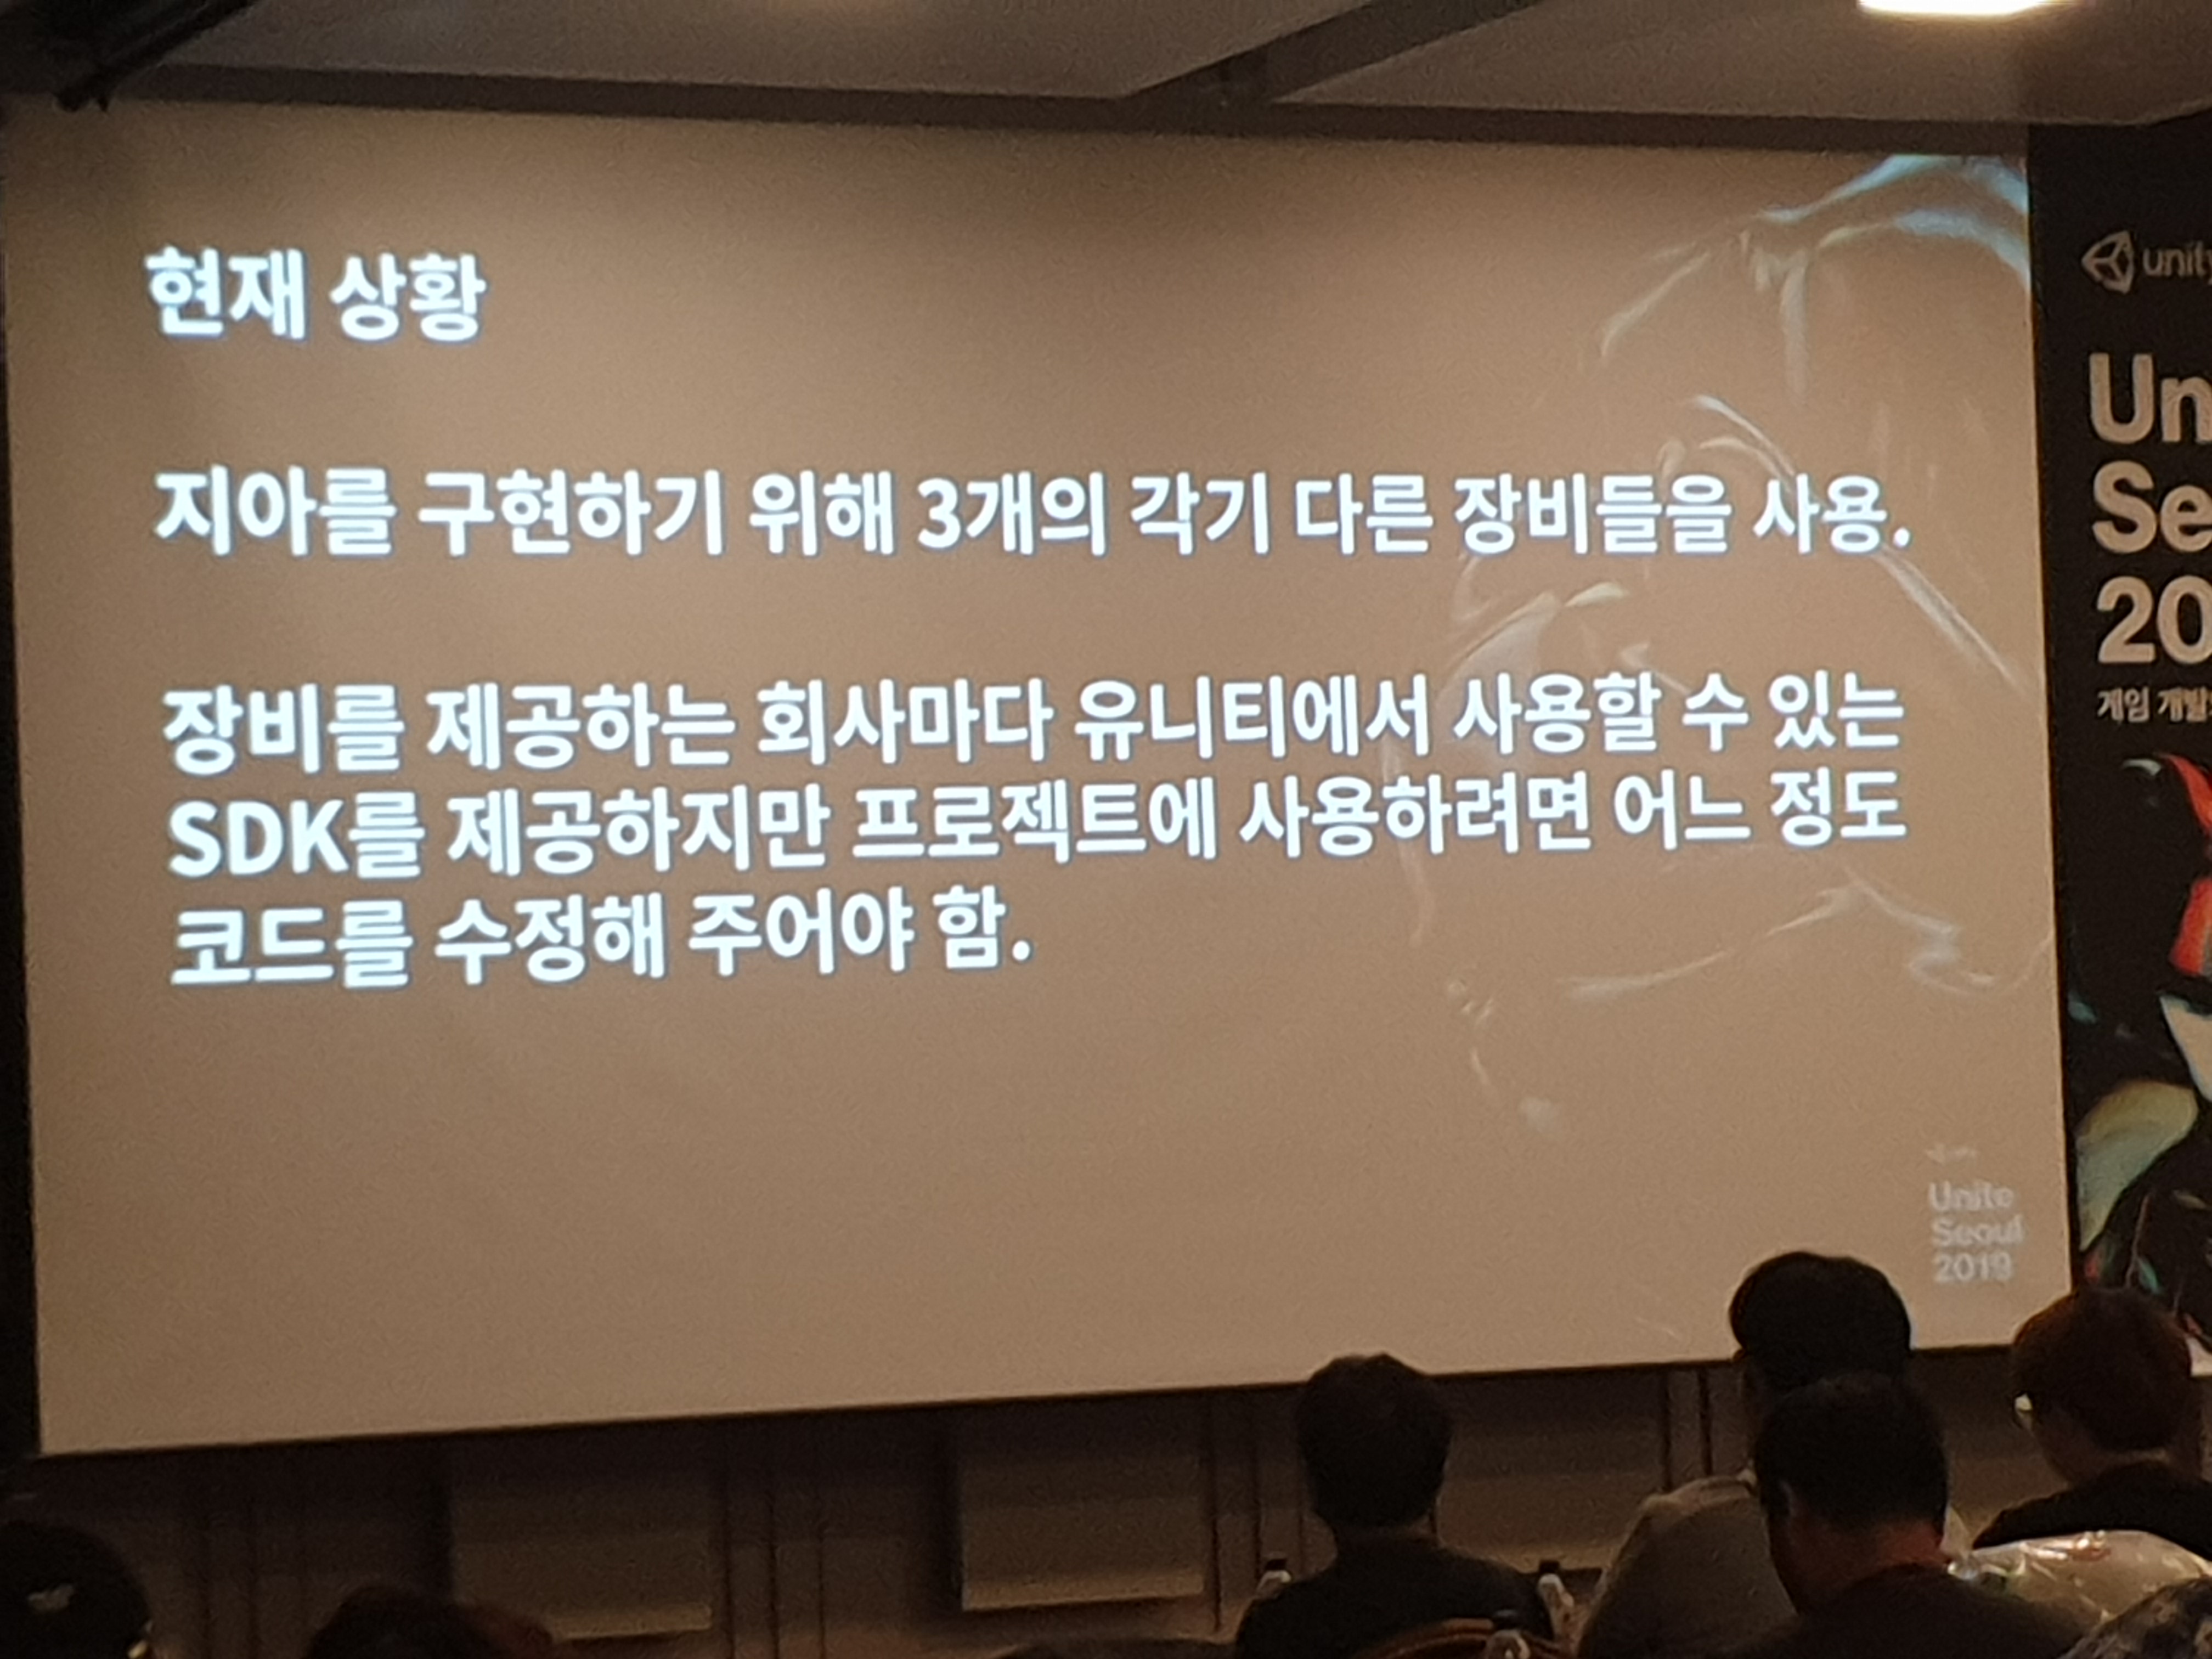 현재 상황
지아를 구현하기 위해 3개의 각기 다른 장비들을 사용.
장비를 제공하는 회사마다 유니티에서 사용할 수 있는
SDK를 제공하지만 프로젝트에 사용하려면 어느 정도
코드를 수정해 주어야 함.
Unite
Seoul
2019
unity
Un
Se
20
게임 개발